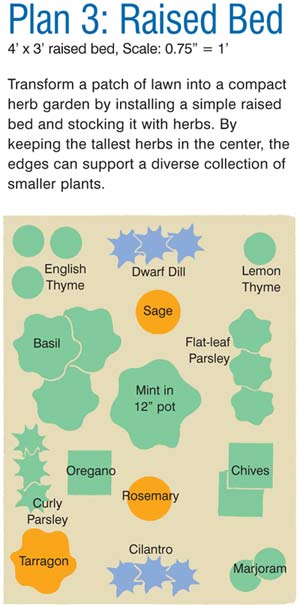 Plan 3: Raised Bed
4’ x 3’ raised bed, Scale: 0.75” = 1’
Transform a patch of lawn into a compact
herb garden by installing a simple raised
bed and stocking it with herbs. By
keeping the tallest herbs in the center, the
edges can support a diverse collection of
smaller plants.
English
Thyme
Dwarf Dill
Lemon
Thyme
Sage
Basil
Flat-leaf
Parsley
Mint in
12” pot
Oregano
Chives
Curly
Parsley
Rosemary
Tarragon
Cilantro
Marjoram